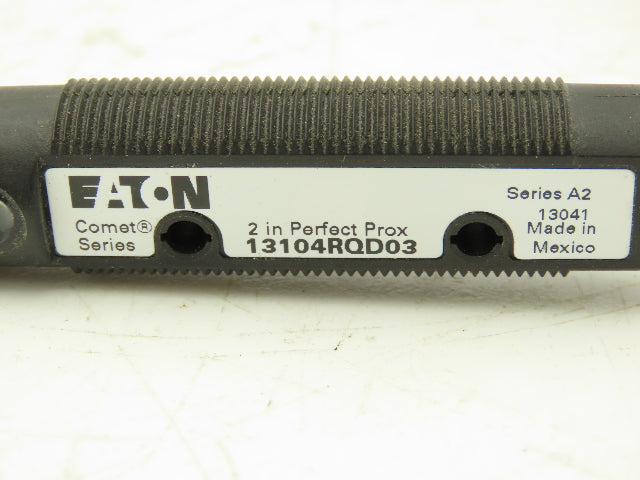 EATON
Comet®
Series
2 in Perfect Prox
13104RQD03
Series A2
13041
Made in
Mexico